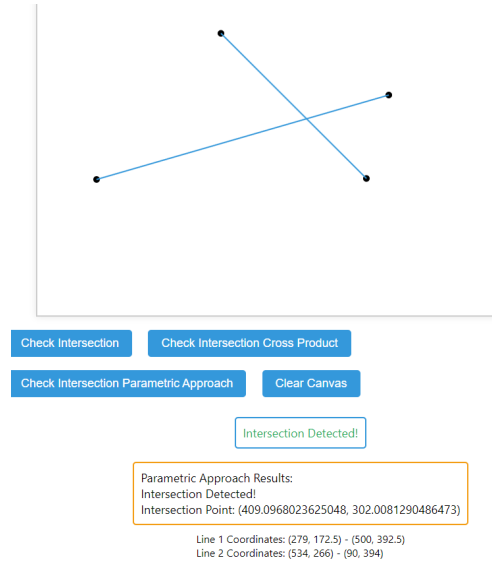 Check Intersection
Check Intersection Cross Product
Check Intersection Parametric Approach
Clear Canvas
Intersection Detected!
Parametric Approach Results:
Intersection Detected!
Intersection Point: (409.0968023625048, 302.0081290486473)
Line 1 Coordinates: (279, 172.5) - (500, 392.5)
Line 2 Coordinates: (534, 266) - (90, 394)